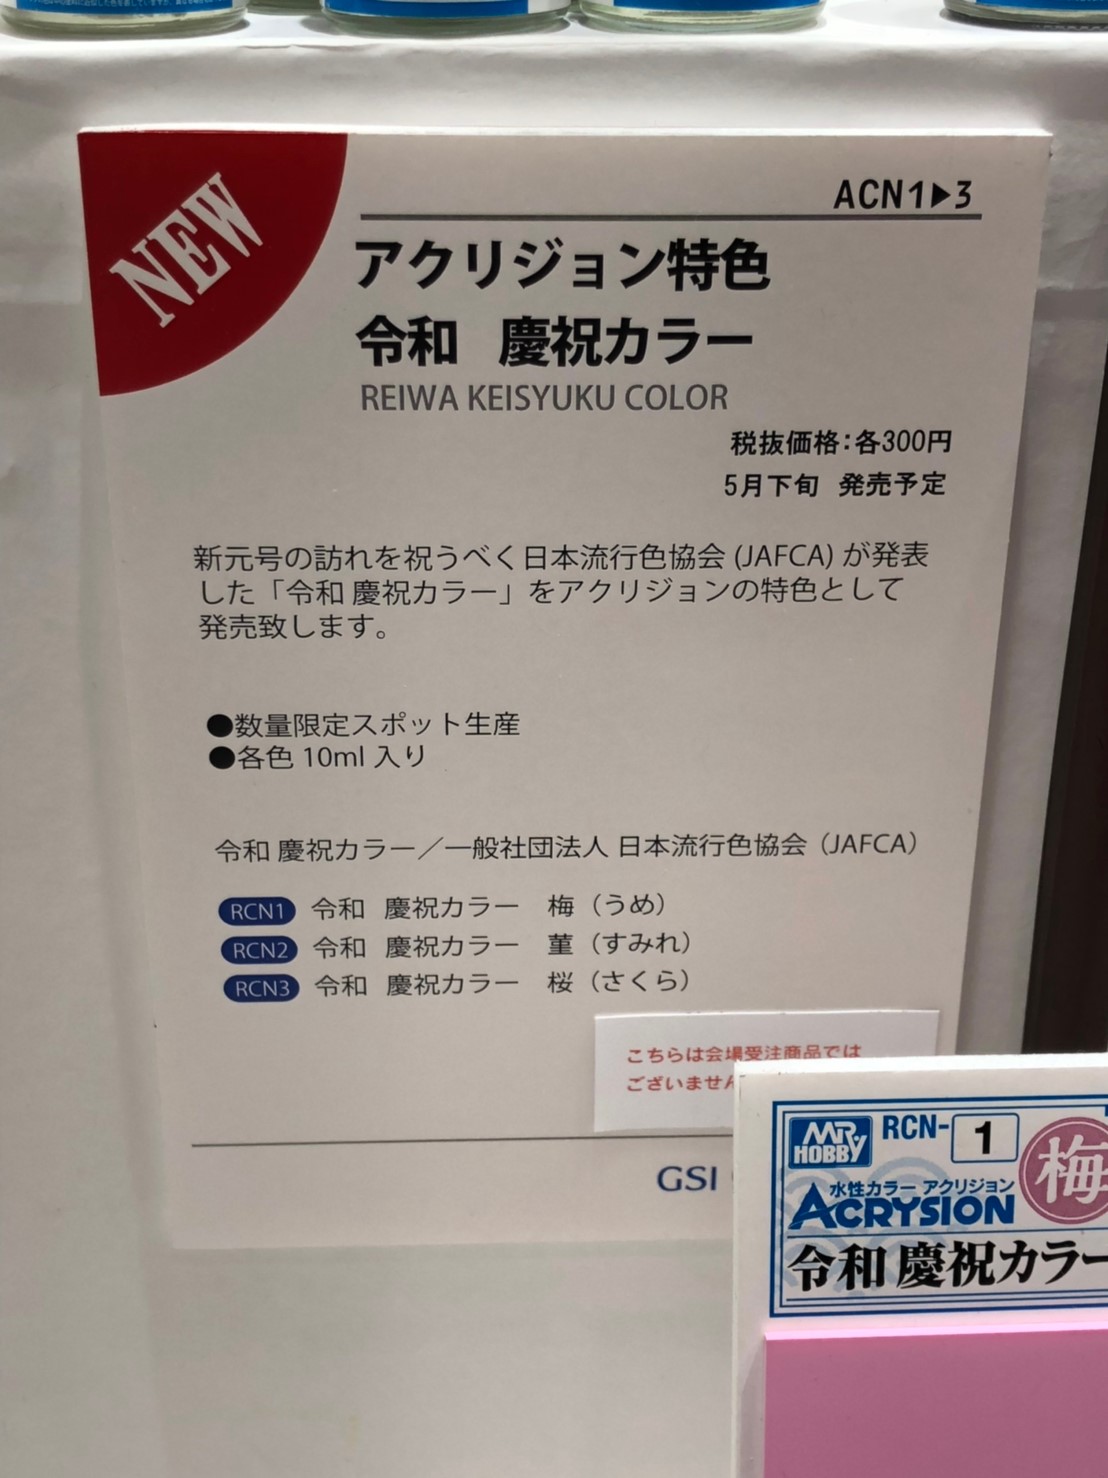 NEW
ACN1▶3
アクリジョン特色
令和 慶祝カラー
REIWA KEISYUKU COLOR
税抜価格:各300円
5月下旬 発売予定
新元号の訪れを祝うべく日本流行色協会 (JAFCA) が発表
した「令和 慶祝カラー」をアクリジョンの特色として
発売致します。
●数量限定スポット生産
●各色 10ml 入り
令和 慶祝カラー／一般社団法人 日本流行色協会（JAFCA）
RCN1 令和 慶祝カラー 梅（うめ）
RCN2 令和 慶祝カラー 菫（すみれ）
RCN3 令和 慶祝カラー 桜（さくら）
こちらは会場受注商品では
ございません
GSI
MR. HOBBY RCN-1 梅
水性カラー アクリジョン
ACRYSION
令和 慶祝カラー